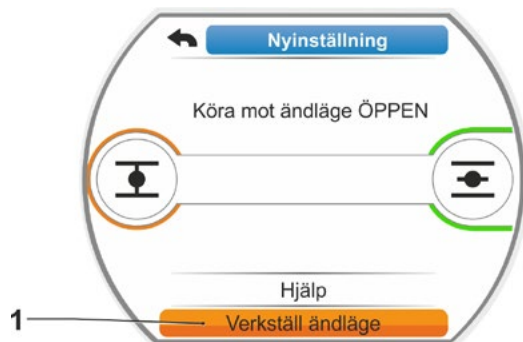 Nyinställning
Köra mot ändläge ÖPPEN
Hjälp
1
Verkställ ändläge